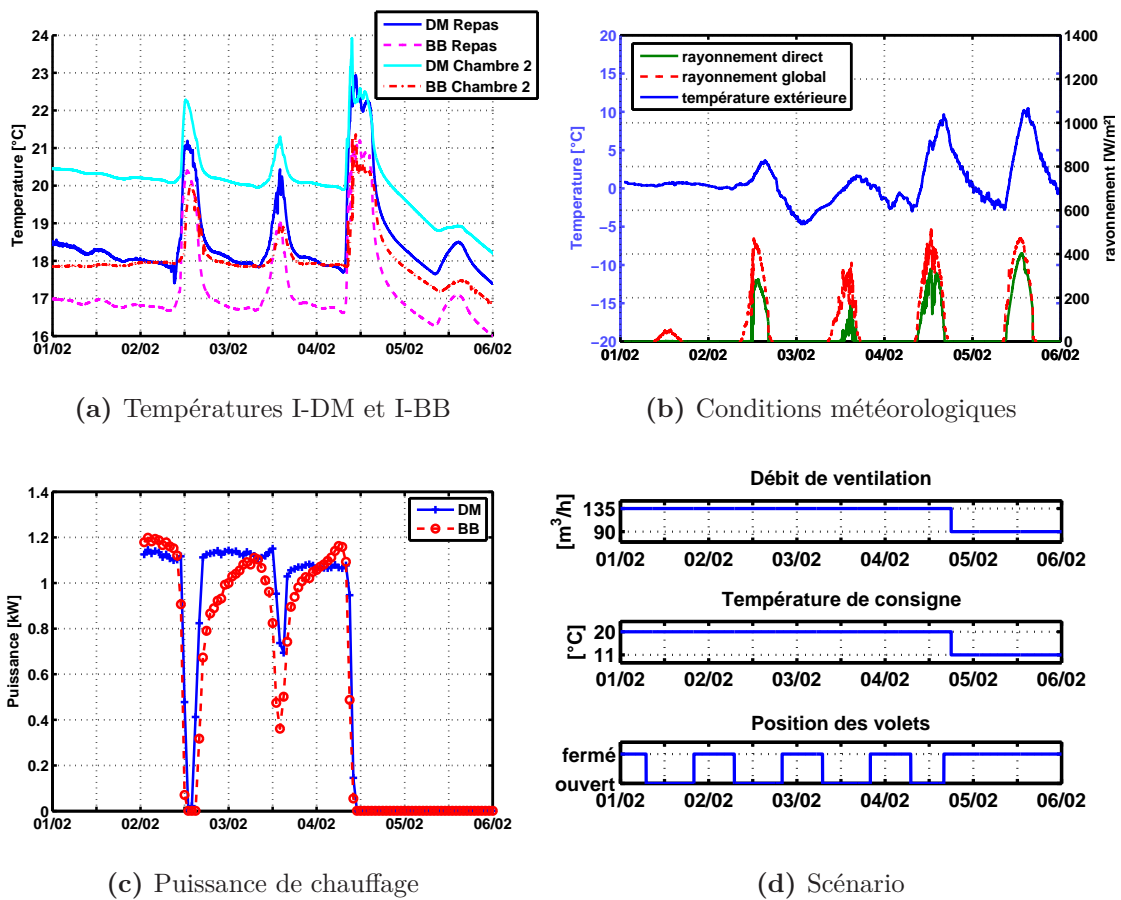 DM Repas
BB Repas
DM Chambre 2
BB Chambre 2
Temperature [°C]
24
23
22
21
20
19
18
17
16
01/02 02/02 03/02 04/02 05/02 06/02
(a) Températures I-DM et I-BB
rayonnement direct
rayonnement global
température extérieure
Temperature [°C]
20
15
10
5
0
−5
−10
−15
−20
1400
1200
1000
800
600
400
200
0
rayonnement [W/m²]
01/02 02/02 03/02 04/02 05/02 06/02
(b) Conditions météorologiques
DM
BB
Puissance [kW]
1.4
1.2
1
0.8
0.6
0.4
0.2
0
01/02 02/02 03/02 04/02 05/02 06/02
(c) Puissance de chauffage
Débit de ventilation
[m³/h]
135
90
01/02 02/02 03/02 04/02 05/02 06/02
Température de consigne
[°C]
20
11
01/02 02/02 03/02 04/02 05/02 06/02
Position des volets
fermé
ouvert
01/02 02/02 03/02 04/02 05/02 06/02
(d) Scénario